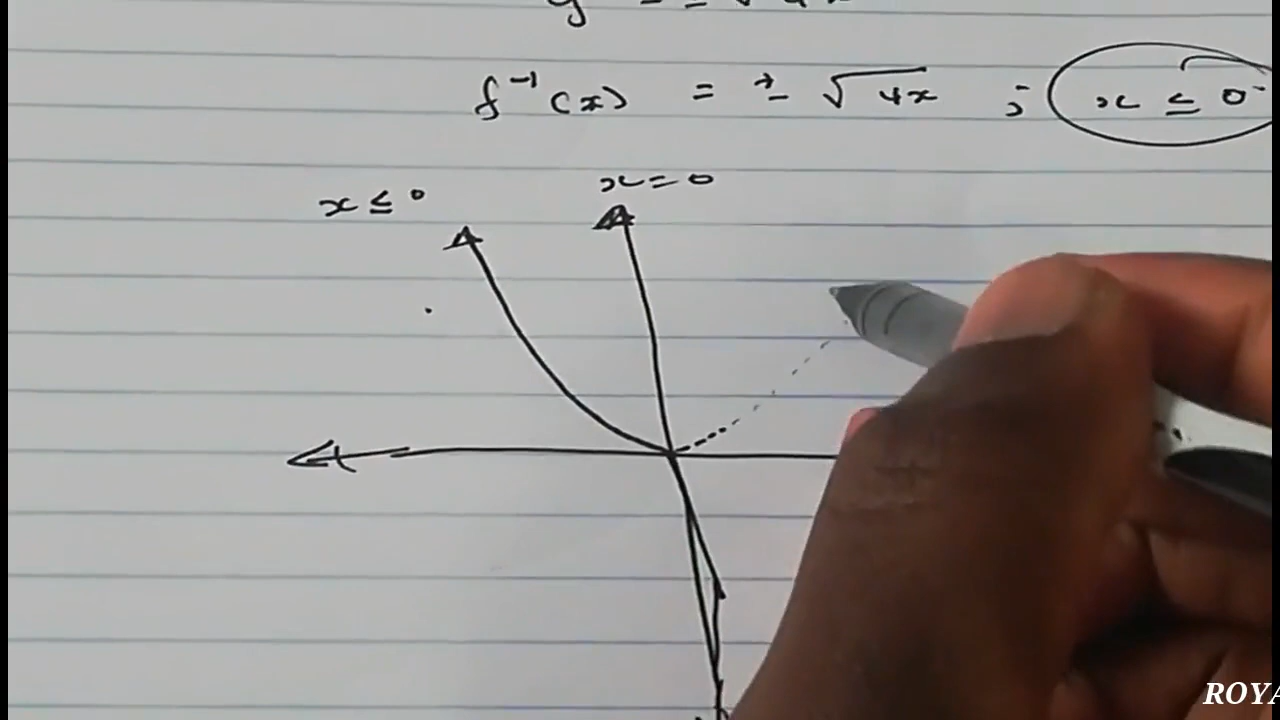 f⁻¹(x) = ± √4x ; x ≤ 0
x = 0
x ≤ 0
ROYA